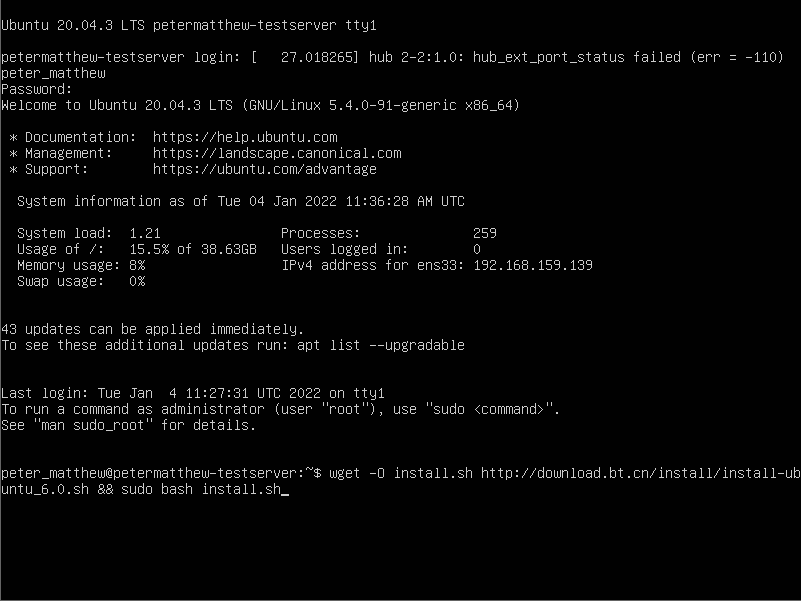 Ubuntu 20.04.3 LTS petermatthew-testserver tty1
petermatthew-testserver login: [   27.018265] hub 2-2:1.0: hub_ext_port_status failed (err = -110)
peter_matthew
Password:
Welcome to Ubuntu 20.04.3 LTS (GNU/Linux 5.4.0-91-generic x86_64)
 * Documentation:  https://help.ubuntu.com
 * Management:     https://landscape.canonical.com
 * Support:        https://ubuntu.com/advantage
  System information as of Tue 04 Jan 2022 11:36:28 AM UTC
  System load:  1.21               Processes:               259
  Usage of /:   15.5% of 38.63GB   Users logged in:         0
  Memory usage: 8%                 IPv4 address for ens33: 192.168.159.139
  Swap usage:   0%
43 updates can be applied immediately.
To see these additional updates run: apt list --upgradable
Last login: Tue Jan  4 11:27:31 UTC 2022 on tty1
To run a command as administrator (user "root"), use "sudo <command>".
See "man sudo_root" for details.
peter_matthew@petermatthew-testserver:~$ wget -O install.sh http://download.bt.cn/install/install-ub
untu_6.0.sh && sudo bash install.sh_